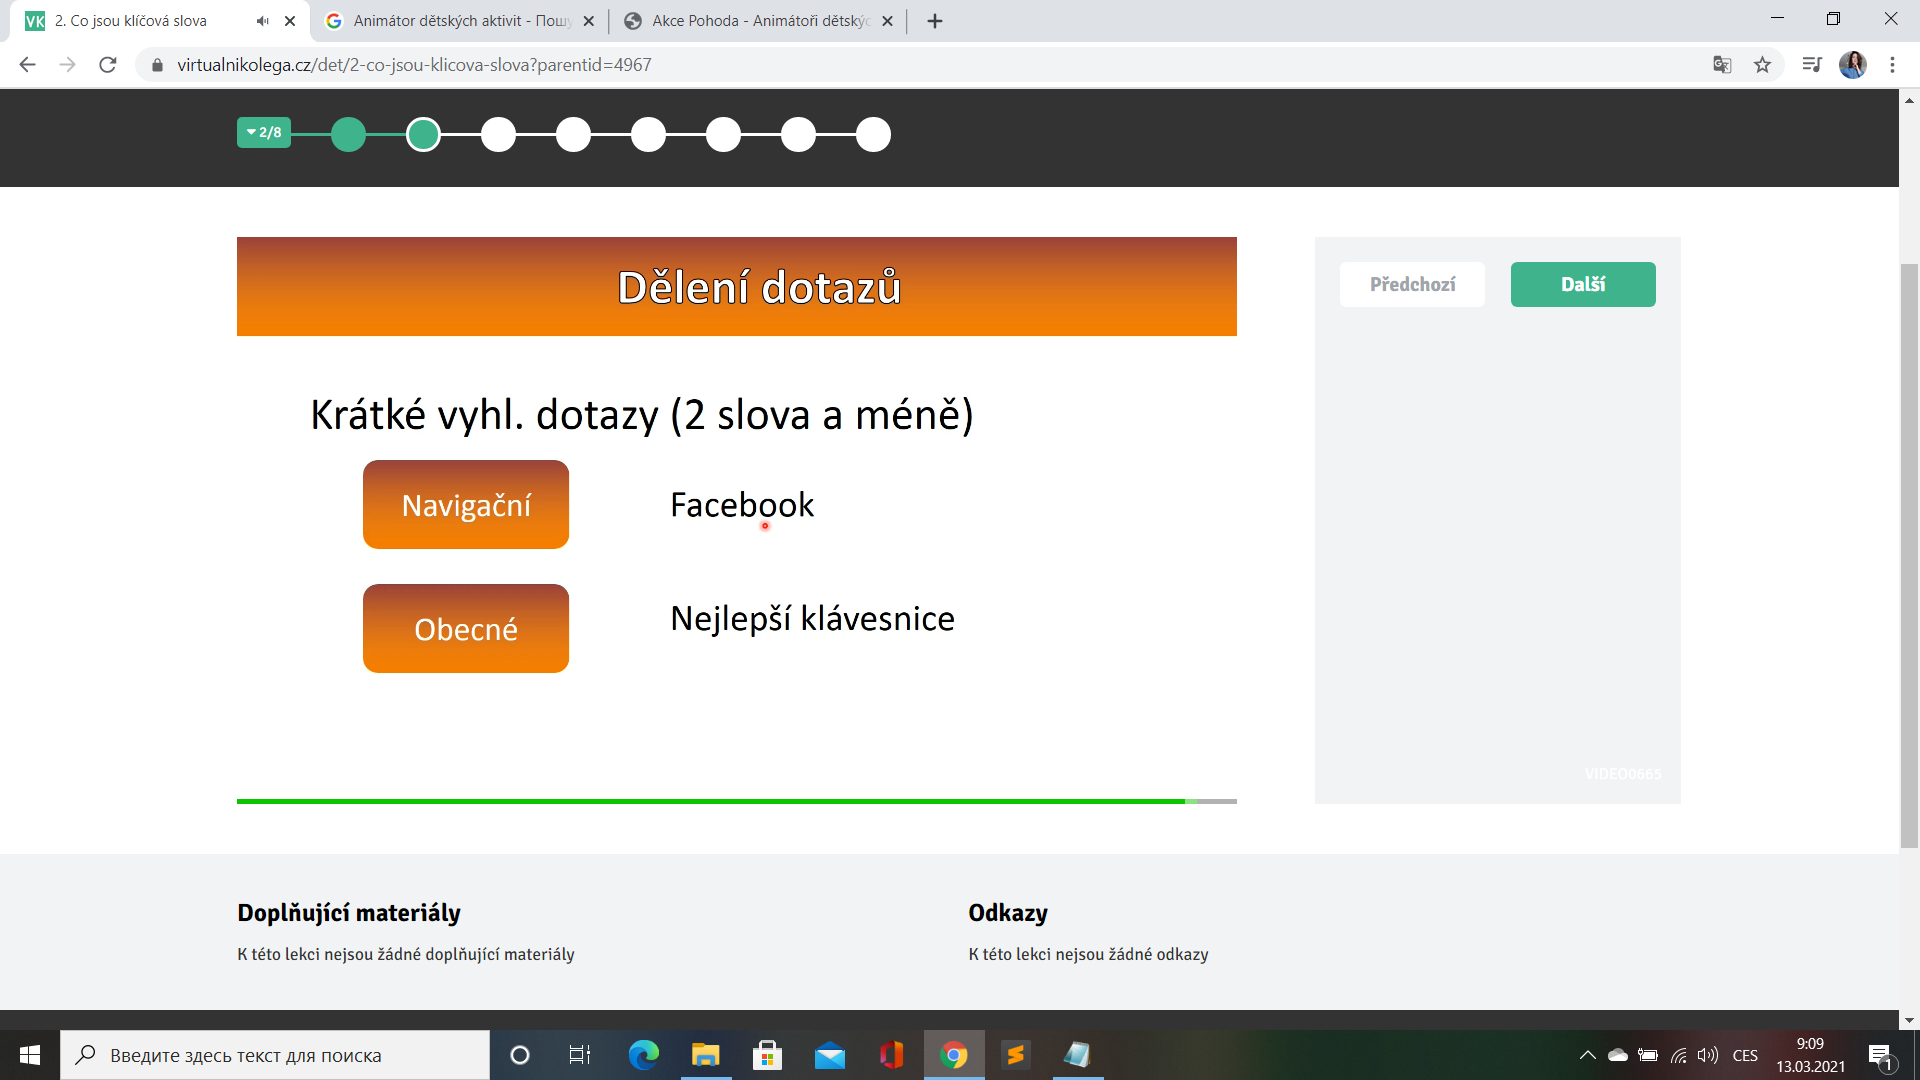 VK 2. Co jsou klíčová slova
Animátor dětských aktivit - Пошу
Akce Pohoda - Animátoři dětský
virtualnikolega.cz/det/2-co-jsou-klicova-slova?parentid=4967
2/8
Dělení dotazů
Předchozí
Další
Krátké vyhl. dotazy (2 slova a méně)
Navigační
Facebook
Obecné
Nejlepší klávesnice
VIDEO0665
Doplňující materiály
Odkazy
K této lekci nejsou žádné doplňující materiály
K této lekci nejsou žádné odkazy
Введите здесь текст для поиска
CES
9:09
13.03.2021
1